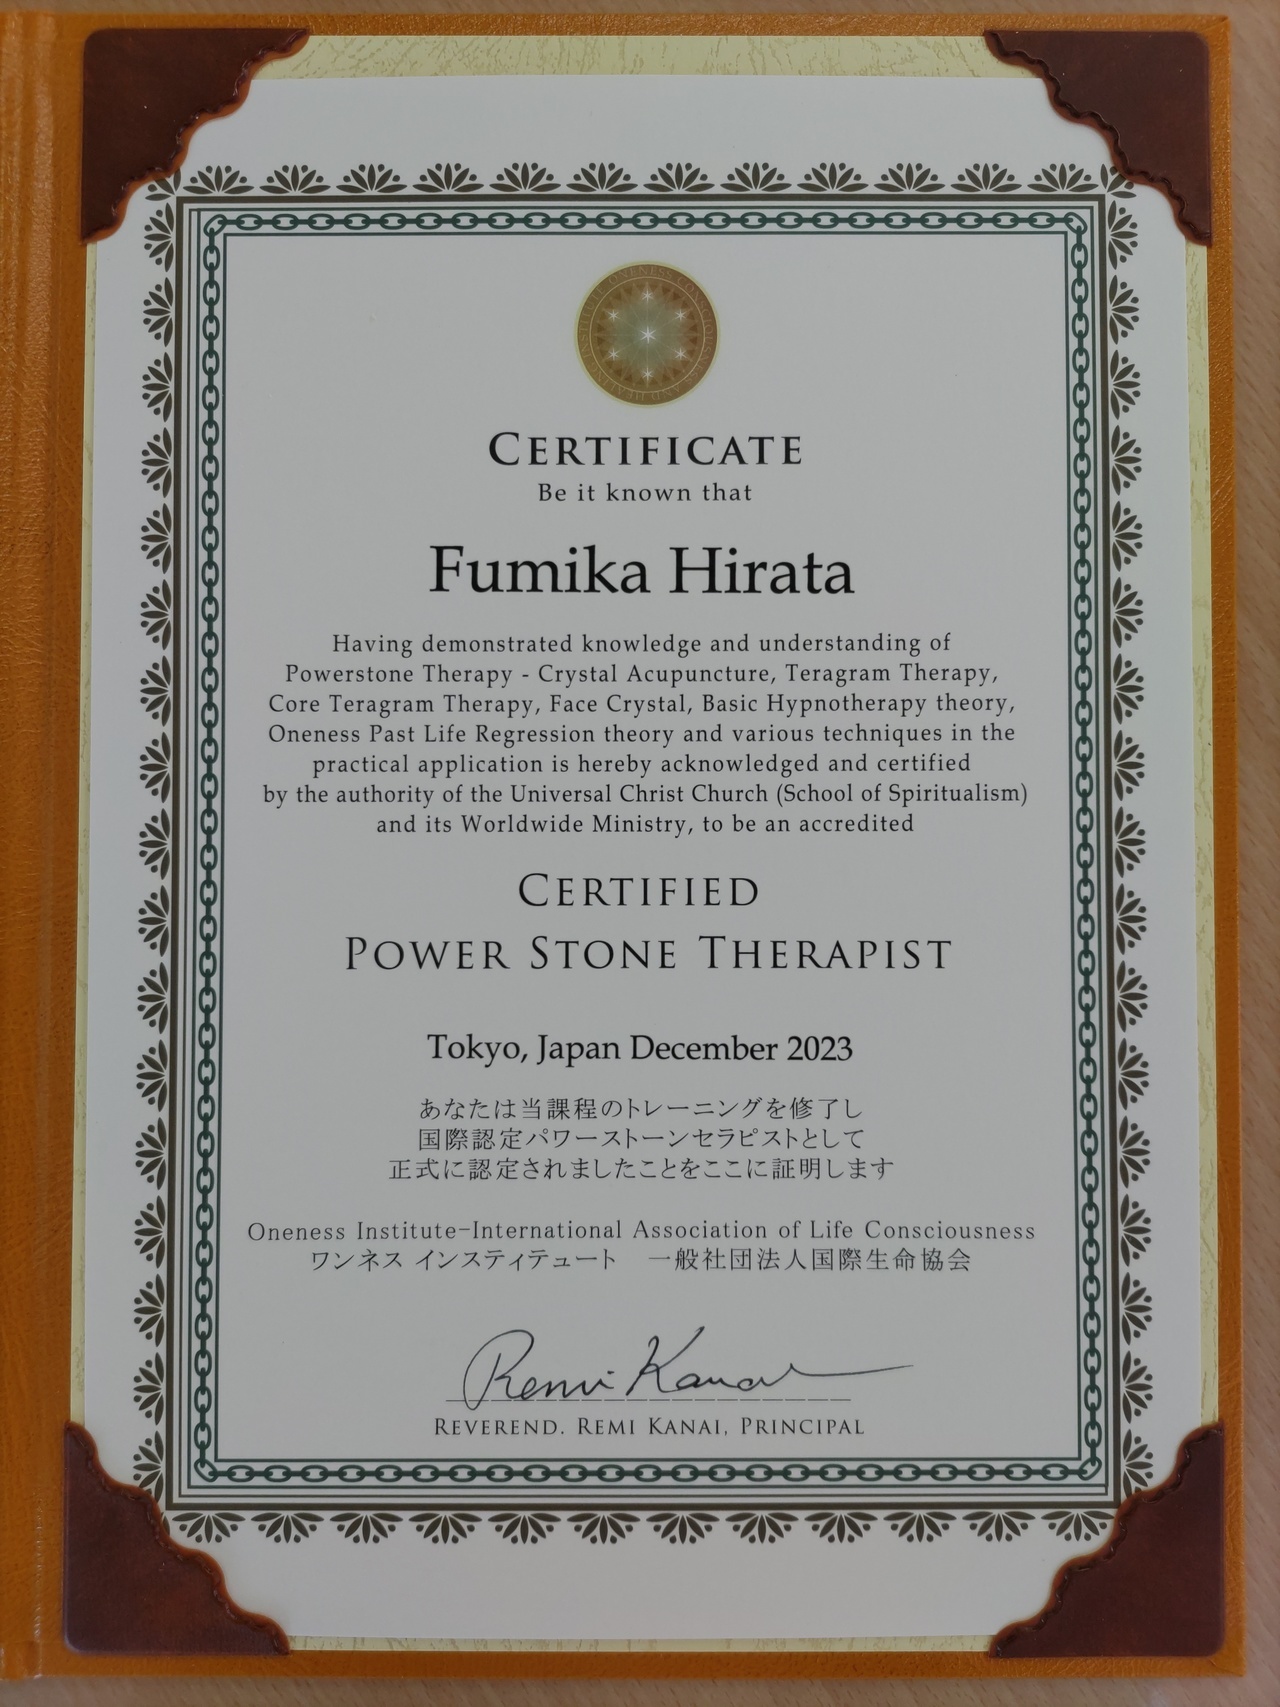 ONENESS CONSCIOUSNESS AND HEALING INSTITUTE
CERTIFICATE
Be it known that
Fumika Hirata
Having demonstrated knowledge and understanding of
Powerstone Therapy - Crystal Acupuncture, Teragram Therapy,
Core Teragram Therapy, Face Crystal, Basic Hypnotherapy theory,
Oneness Past Life Regression theory and various techniques in the
practical application is hereby acknowledged and certified
by the authority of the Universal Christ Church (School of Spiritualism)
and its Worldwide Ministry, to be an accredited
CERTIFIED
POWER STONE THERAPIST
Tokyo, Japan December 2023
あなたは当課程のトレーニングを修了し
国際認定パワーストーンセラピストとして
正式に認定されましたことをここに証明します
Oneness Institute-International Association of Life Consciousness
ワンネス インスティテュート　一般社団法人国際生命協会
Remi Kanai
REVEREND. REMI KANAI, PRINCIPAL